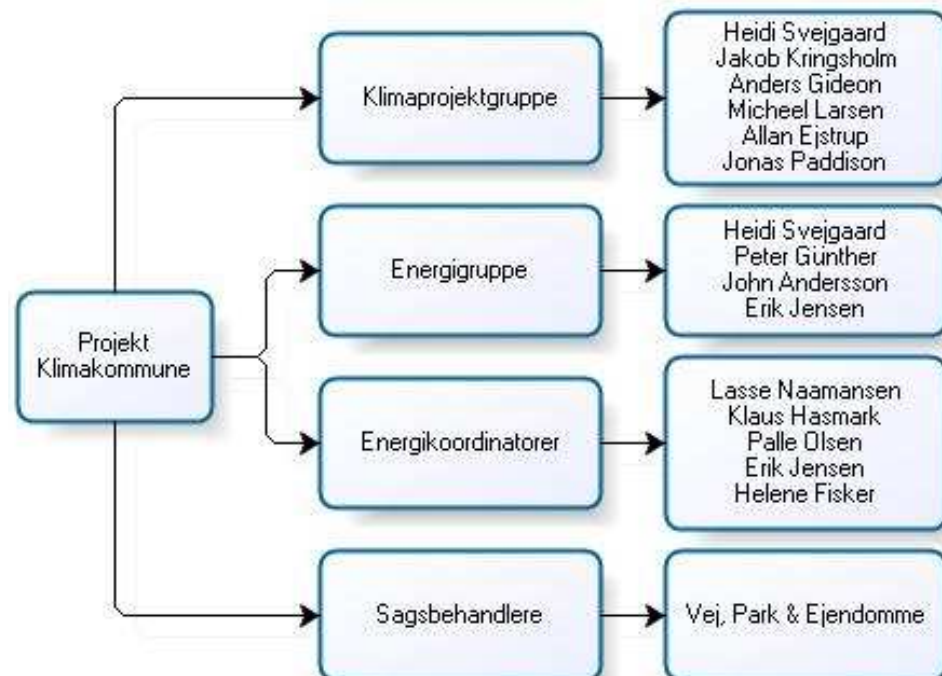 Projekt
Klimakommune
Klimaprojektgruppe
Heidi Svejgaard
Jakob Kringsholm
Anders Gideon
Micheel Larsen
Allan Ejstrup
Jonas Paddison
Energigruppe
Heidi Svejgaard
Peter Günther
John Andersson
Erik Jensen
Energikoordinatorer
Lasse Naamansen
Klaus Hasmark
Palle Olsen
Erik Jensen
Helene Fisker
Sagsbehandlere
Vej, Park & Ejendomme